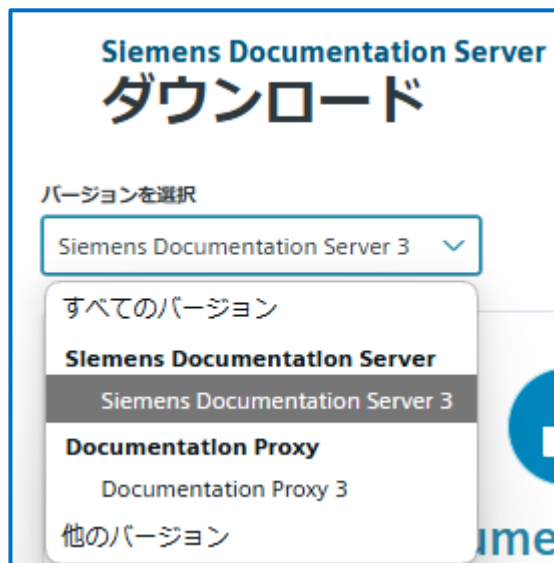 Siemens Documentation Server
ダウンロード
バージョンを選択
Siemens Documentation Server 3
すべてのバージョン
Siemens Documentation Server
Siemens Documentation Server 3
Documentation Proxy
Documentation Proxy 3
他のバージョン